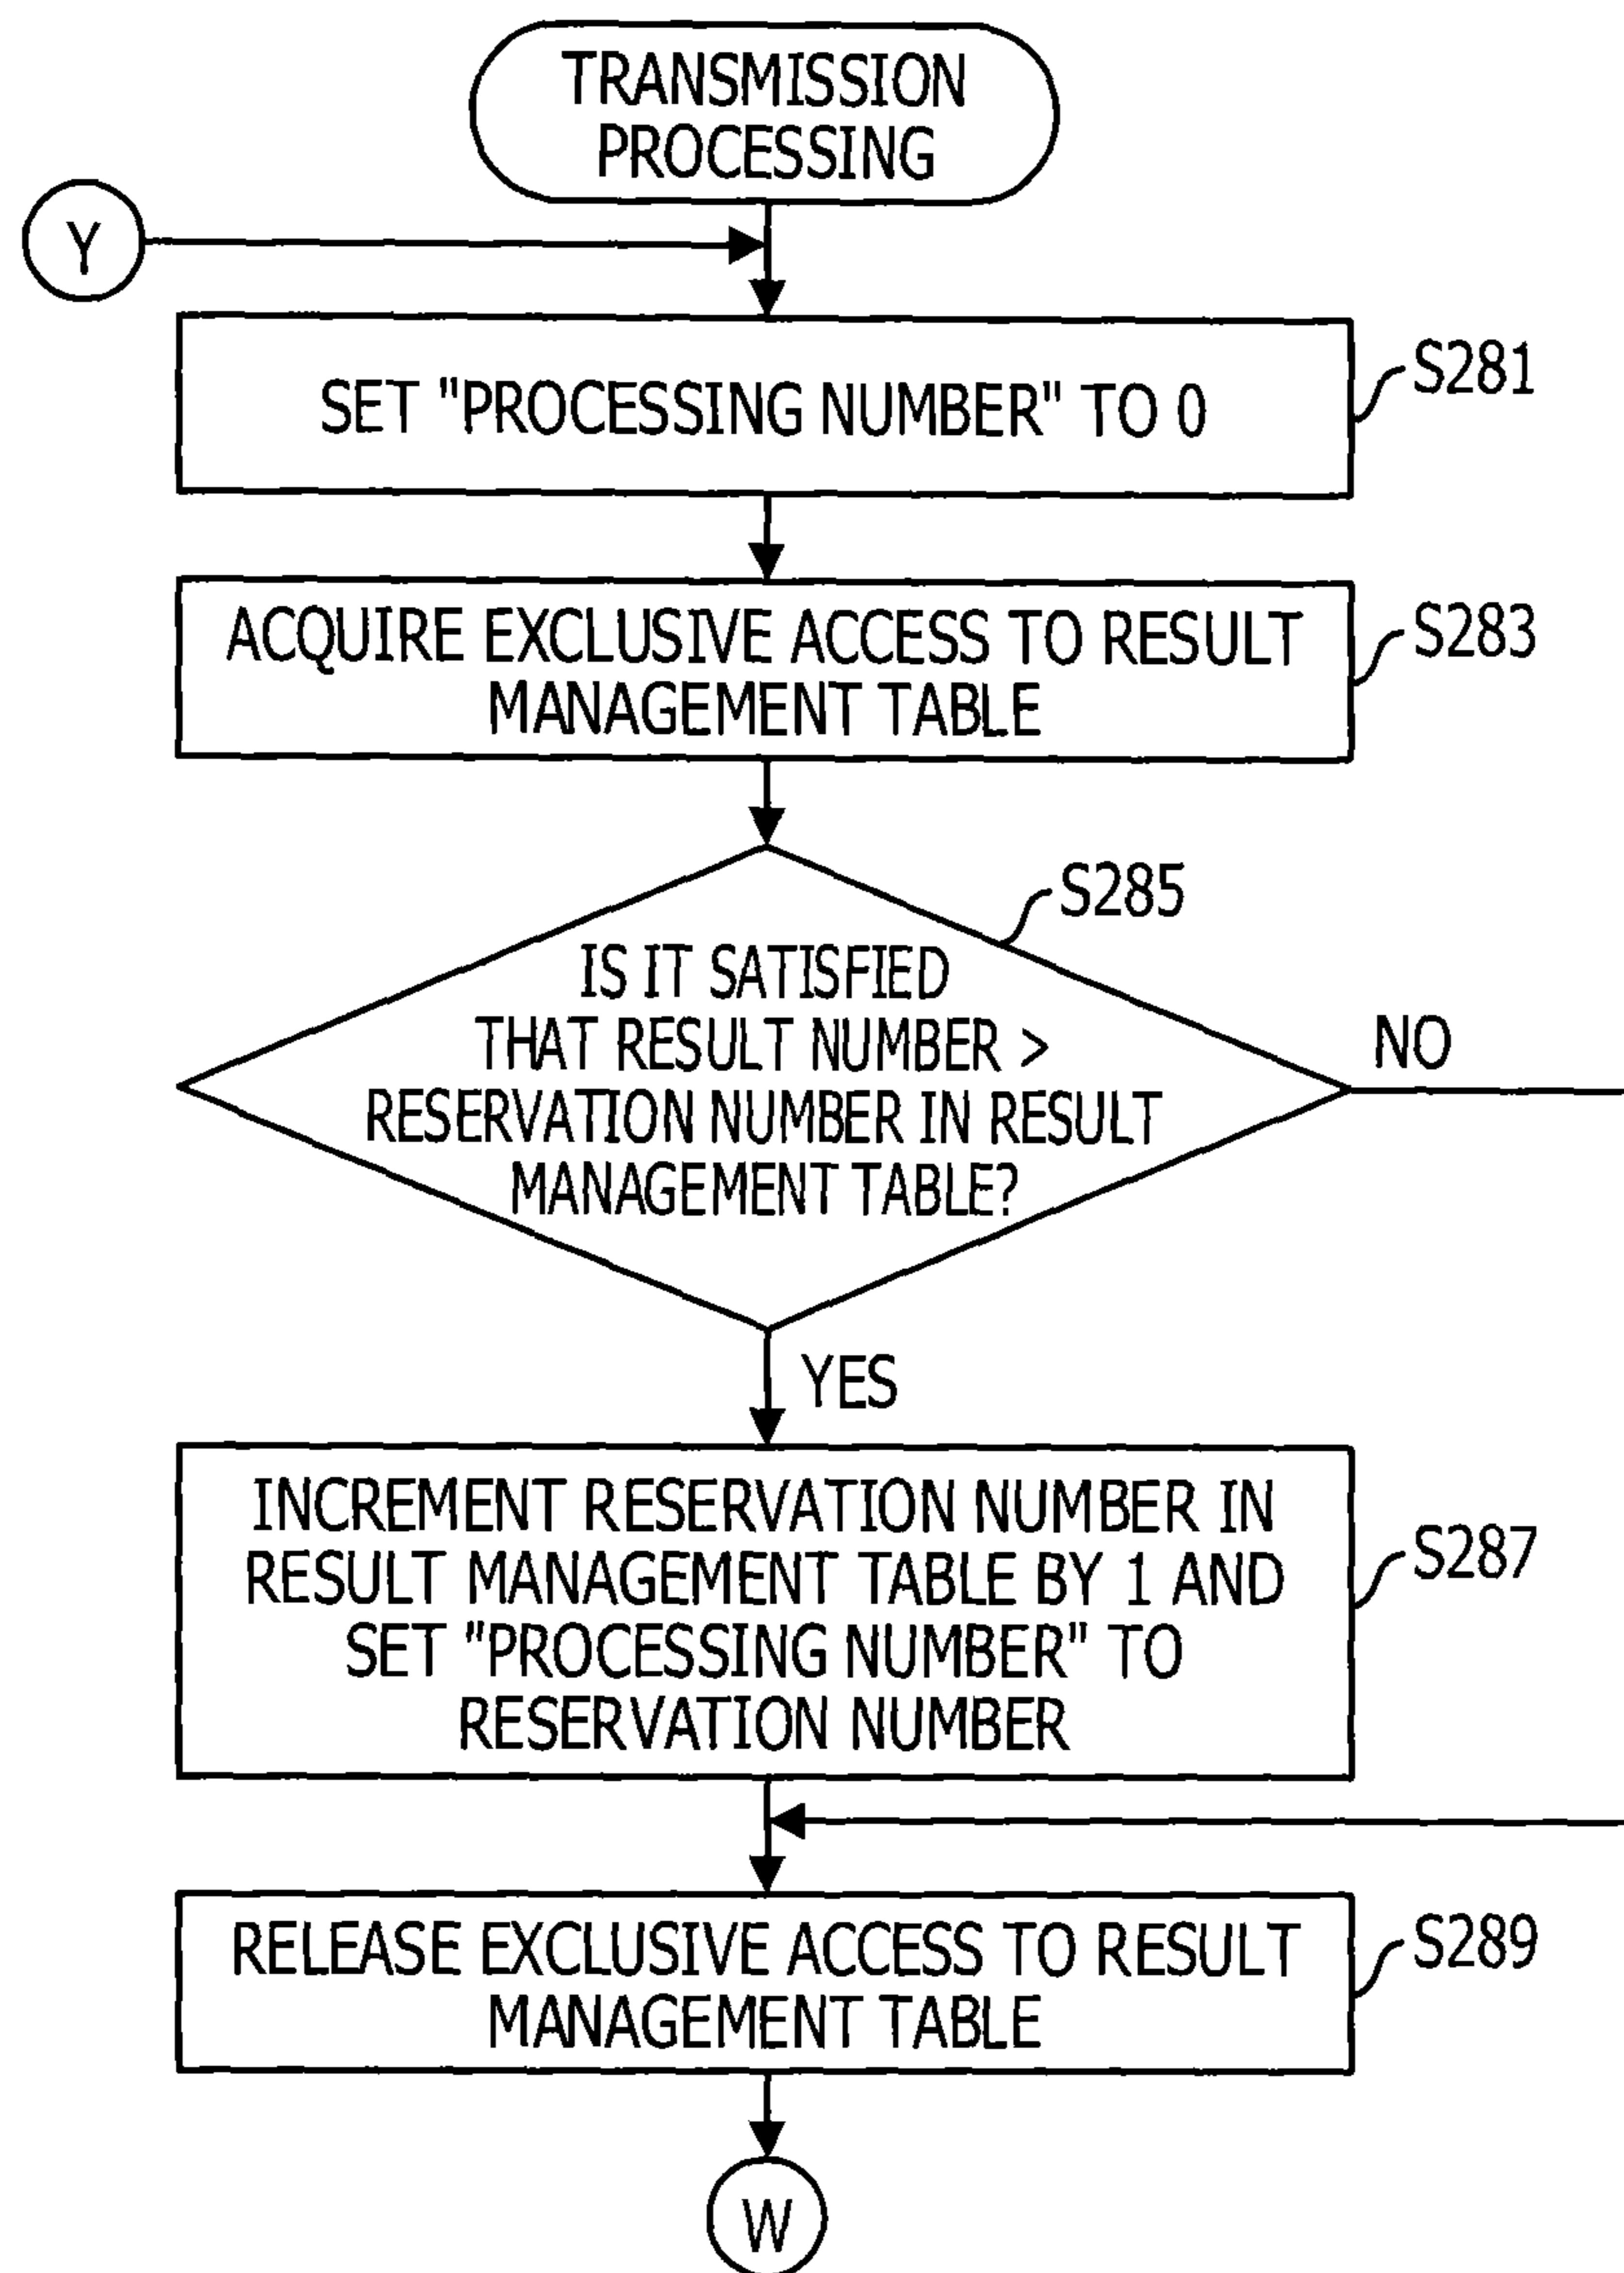 TRANSMISSION
PROCESSING
Y
SET "PROCESSING NUMBER" TO 0
S281
ACQUIRE EXCLUSIVE ACCESS TO RESULT
MANAGEMENT TABLE
S283
S285
IS IT SATISFIED
THAT RESULT NUMBER >
RESERVATION NUMBER IN RESULT
MANAGEMENT TABLE?
NO
YES
INCREMENT RESERVATION NUMBER IN
RESULT MANAGEMENT TABLE BY 1 AND
SET "PROCESSING NUMBER" TO
RESERVATION NUMBER
S287
RELEASE EXCLUSIVE ACCESS TO RESULT
MANAGEMENT TABLE
S289
W